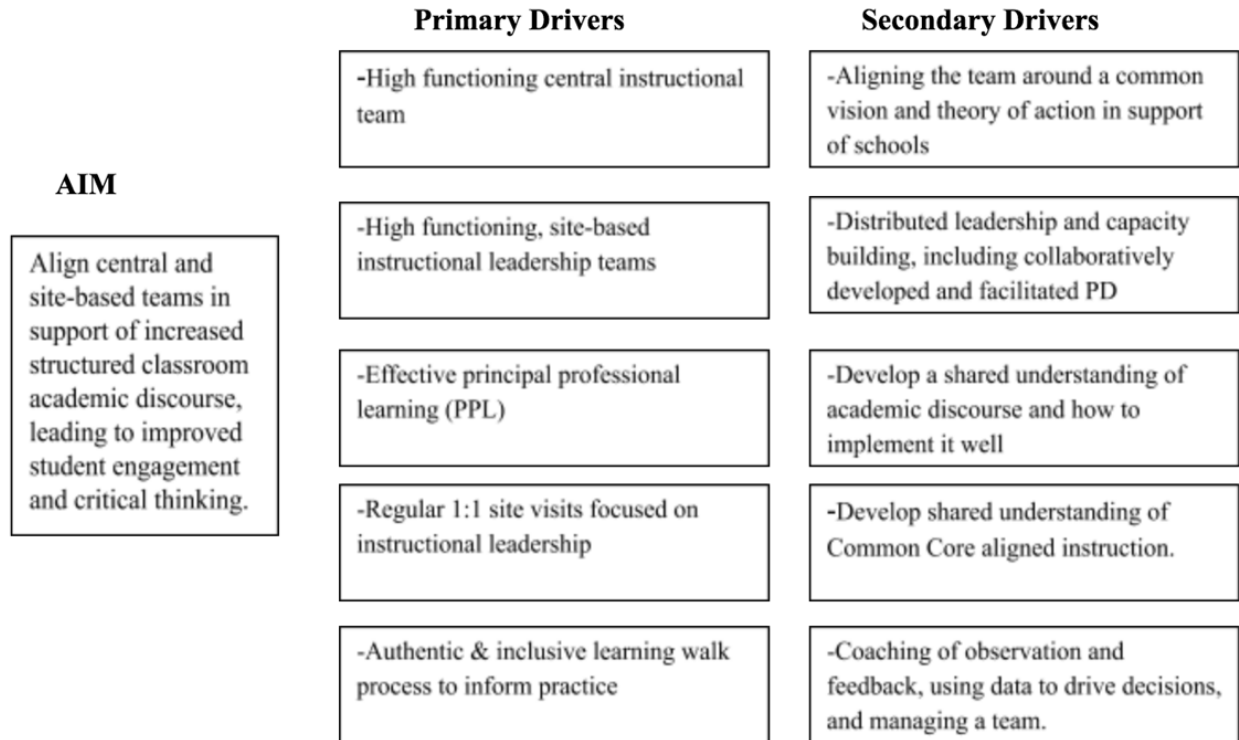 Primary Drivers
Secondary Drivers
AIM
Align central and
site-based teams in
support of increased
structured classroom
academic discourse,
leading to improved
student engagement
and critical thinking.
-High functioning central instructional
team
-Aligning the team around a common
vision and theory of action in support
of schools
-High functioning, site-based
instructional leadership teams
-Distributed leadership and capacity
building, including collaboratively
developed and facilitated PD
-Effective principal professional
learning (PPL)
-Develop a shared understanding of
academic discourse and how to
implement it well
-Regular 1:1 site visits focused on
instructional leadership
-Develop shared understanding of
Common Core aligned instruction.
-Authentic & inclusive learning walk
process to inform practice
-Coaching of observation and
feedback, using data to drive decisions,
and managing a team.